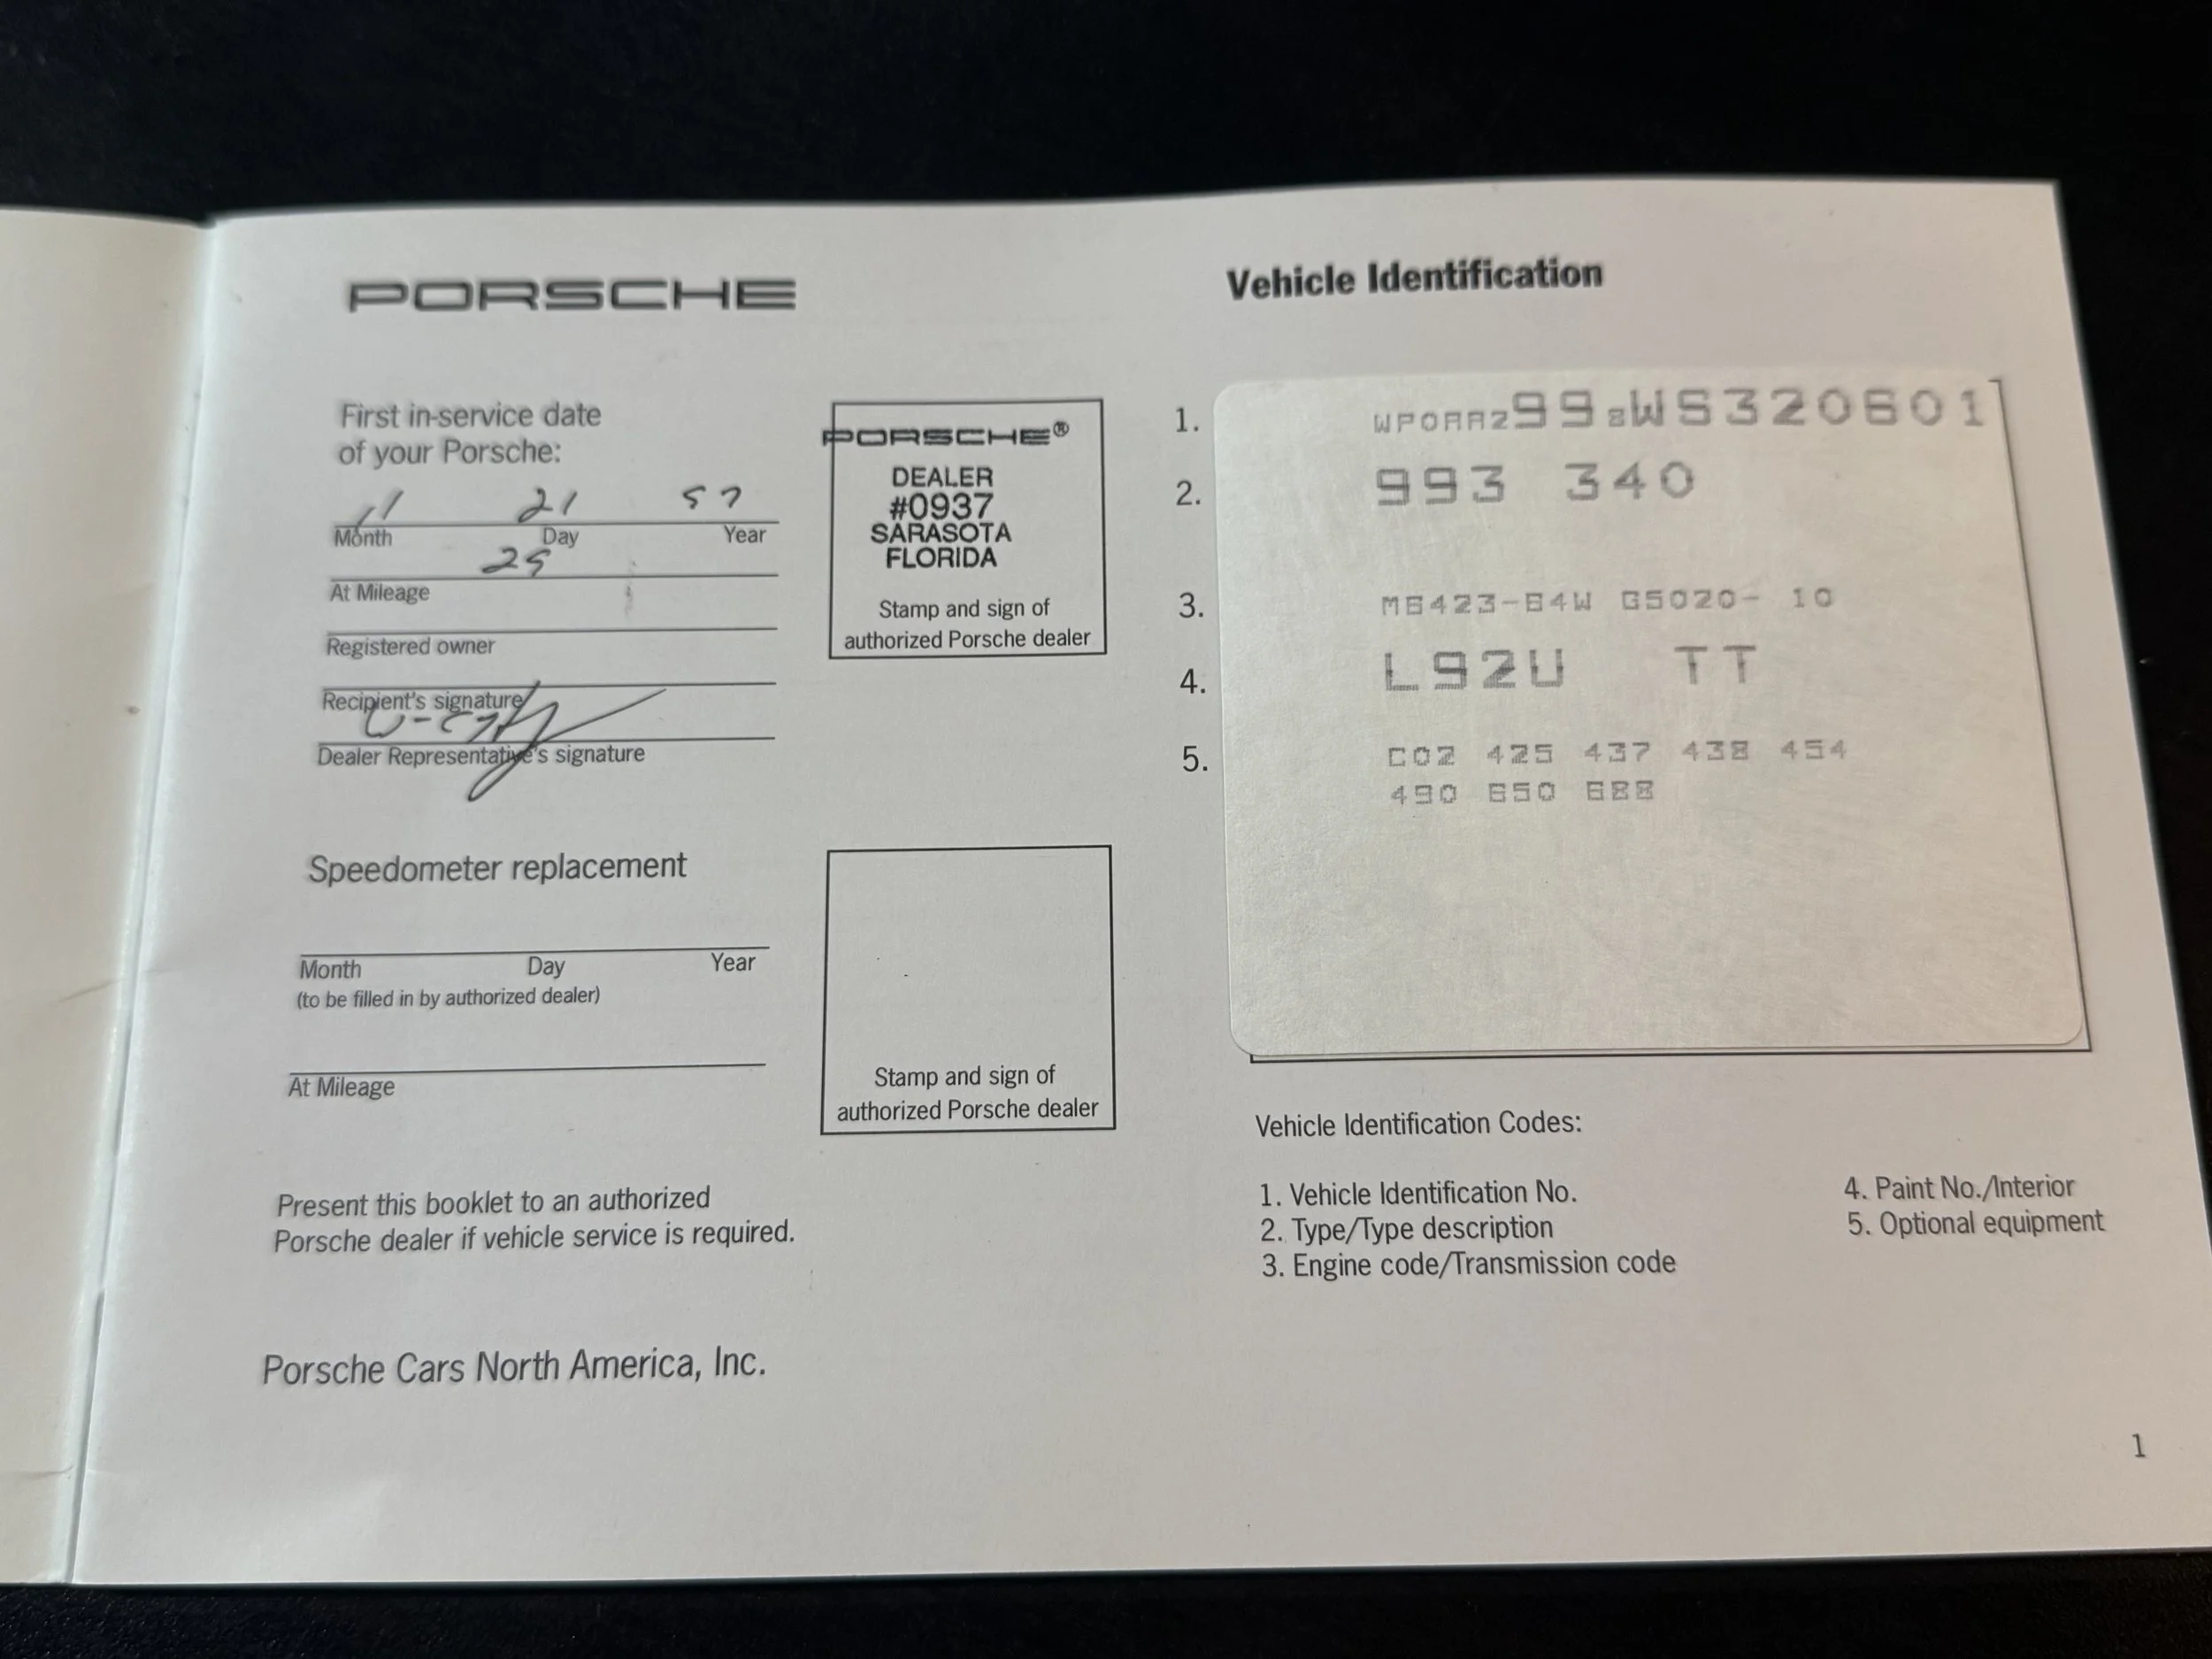 PORSCHE
First in-service date
of your Porsche:
11 21 97
Month Day Year
25
At Mileage
Registered owner
Recipient's signature
Dealer Representative's signature
PORSCHE®
DEALER
#0937
SARASOTA
FLORIDA
Stamp and sign of
authorized Porsche dealer
Speedometer replacement
Month Day Year
(to be filled in by authorized dealer)
At Mileage
Stamp and sign of
authorized Porsche dealer
Present this booklet to an authorized
Porsche dealer if vehicle service is required.
Porsche Cars North America, Inc.
Vehicle Identification
1. WP0AA2998WS320601
2. 993 340
3. M6423-64W G5020- 10
4. L92U TT
5. C02 425 437 438 454
490 650 688
Vehicle Identification Codes:
1. Vehicle Identification No.
2. Type/Type description
3. Engine code/Transmission code
4. Paint No./Interior
5. Optional equipment
1